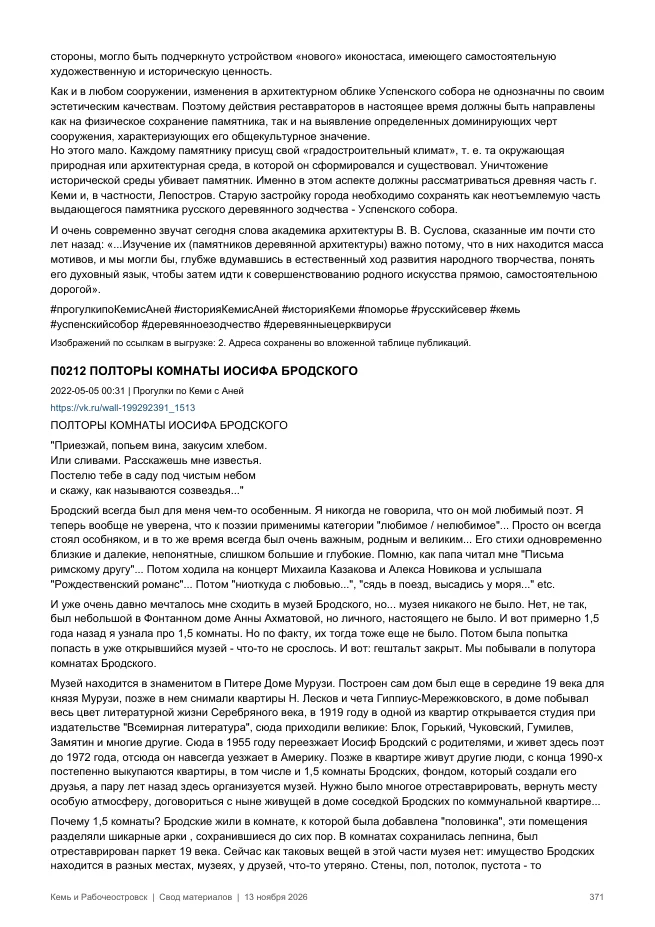 стороны, могло быть подчеркнуто устройством «нового» иконостаса, имеющего самостоятельную
художественную и историческую ценность.
Как и в любом сооружении, изменения в архитектурном облике Успенского собора не однозначны по своим
эстетическим качествам. Поэтому действия реставраторов в настоящее время должны быть направлены
как на физическое сохранение памятника, так и на выявление определенных доминирующих черт
сооружения, характеризующих его общекультурное значение.
Но этого мало. Каждому памятнику присущ свой «градостроительный климат», т. е. та окружающая
природная или архитектурная среда, в которой он сформировался и существовал. Уничтожение
исторической среды убивает памятник. Именно в этом аспекте должны рассматриваться древняя часть г.
Кеми и, в частности, Лепостров. Старую застройку города необходимо сохранять как неотъемлемую часть
выдающегося памятника русского деревянного зодчества - Успенского собора.
И очень современно звучат сегодня слова академика архитектуры В. В. Суслова, сказанные им почти сто
лет назад: «...Изучение их (памятников деревянной архитектуры) важно потому, что в них находится масса
мотивов, и мы могли бы, глубже вдумавшись в естественный ход развития народного творчества, понять
его духовный язык, чтобы затем идти к совершенствованию родного искусства прямою, самостоятельною
дорогой».
#прогулкипоКемисАней #историяКемисАней #историяКеми #поморье #русскийсевер #кемь
#успенскийсобор #деревянноезодчество #деревянныецерквируси
Изображений по ссылкам в выгрузке: 2. Адреса сохранены во вложенной таблице публикаций.
П0212 ПОЛТОРЫ КОМНАТЫ ИОСИФА БРОДСКОГО
2022-05-05 00:31 | Прогулки по Кеми с Аней
https://vk.ru/wall-199292391_1513
ПОЛТОРЫ КОМНАТЫ ИОСИФА БРОДСКОГО
"Приезжай, попьем вина, закусим хлебом.
Или сливами. Расскажешь мне известья.
Постелю тебе в саду под чистым небом
и скажу, как называются созвездья..."
Бродский всегда был для меня чем-то особенным. Я никогда не говорила, что он мой любимый поэт. Я
теперь вообще не уверена, что к поэзии применимы категории "любимое / нелюбимое"... Просто он всегда
стоял особняком, и в то же время всегда был очень важным, родным и великим... Его стихи одновременно
близкие и далекие, непонятные, слишком большие и глубокие. Помню, как папа читал мне "Письма
римскому другу"... Потом ходила на концерт Михаила Казакова и Алекса Новикова и услышала
"Рождественский романс"... Потом "ниоткуда с любовью...", "сядь в поезд, высадись у моря..." etc.
И уже очень давно мечталось мне сходить в музей Бродского, но... музея никакого не было. Нет, не так,
был небольшой в Фонтанном доме Анны Ахматовой, но личного, настоящего не было. И вот примерно 1,5
года назад я узнала про 1,5 комнаты. Но по факту, их тогда тоже еще не было. Потом была попытка
попасть в уже открывшийся музей - что-то не срослось. И вот: гештальт закрыт. Мы побывали в полутора
комнатах Бродского.
Музей находится в знаменитом в Питере Доме Мурузи. Построен сам дом был еще в середине 19 века для
князя Мурузи, позже в нем снимали квартиры Н. Лесков и чета Гиппиус-Мережковского, в доме побывал
весь цвет литературной жизни Серебряного века, в 1919 году в одной из квартир открывается студия при
издательстве "Всемирная литература", сюда приходили великие: Блок, Горький, Чуковский, Гумилев,
Замятин и многие другие. Сюда в 1955 году переезжает Иосиф Бродский с родителями, и живет здесь поэт
до 1972 года, отсюда он навсегда уезжает в Америку. Позже в квартире живут другие люди, с конца 1990-х
постепенно выкупаются квартиры, в том числе и 1,5 комнаты Бродских, фондом, который создали его
друзья, а пару лет назад здесь организуется музей. Нужно было многое отреставрировать, вернуть месту
особую атмосферу, договориться с ныне живущей в доме соседкой Бродских по коммунальной квартире...
Почему 1,5 комнаты? Бродские жили в комнате, к которой была добавлена "половинка", эти помещения
разделяли шикарные арки , сохранившиеся до сих пор. В комнатах сохранилась лепнина, был
отреставрирован паркет 19 века. Сейчас как таковых вещей в этой части музея нет: имущество Бродских
находится в разных местах, музеях, у друзей, что-то утеряно. Стены, пол, потолок, пустота - то
Кемь и Рабочеостровск | Свод материалов | 13 ноября 2026
371